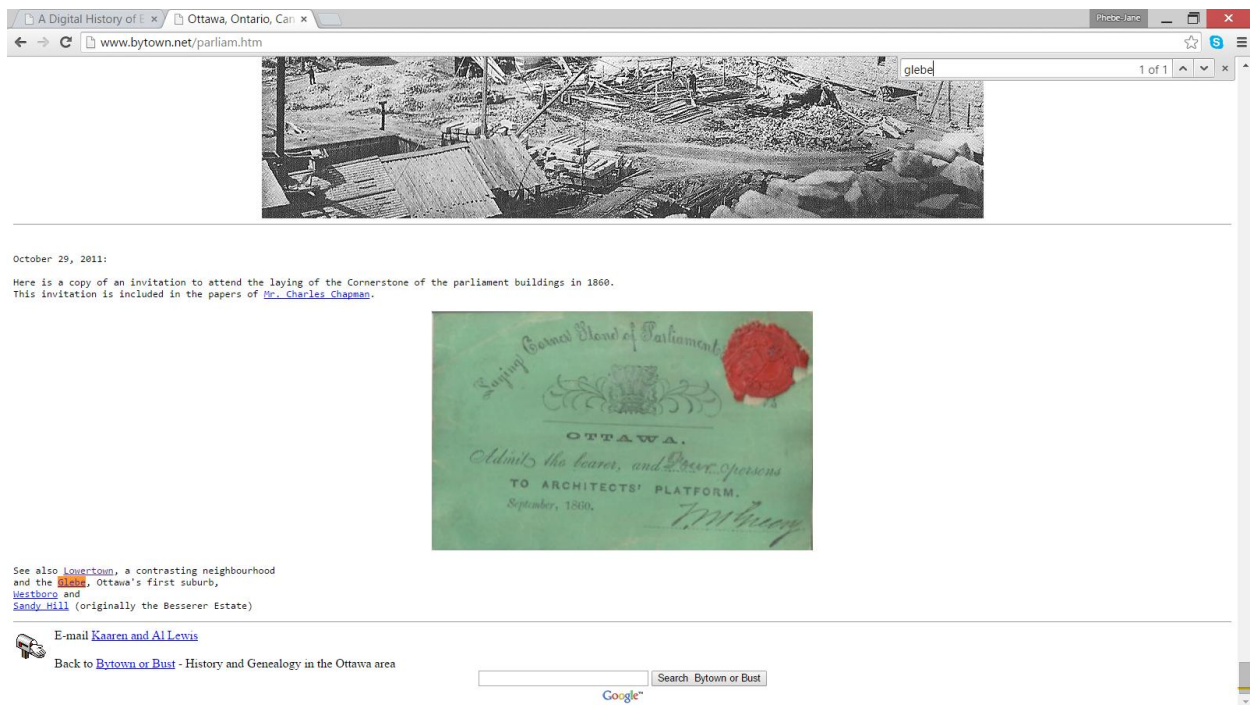 A Digital History of E
Ottawa, Ontario, Can
Phebe-Jane
www.bytown.net/parliam.htm
glebe
1 of 1
October 29, 2011:
Here is a copy of an invitation to attend the laying of the Cornerstone of the parliament buildings in 1860.
This invitation is included in the papers of Mr. Charles Chapman.
Laying Corner Stone of Parliament
OTTAWA.
Admit the bearer, and Four persons
TO ARCHITECTS' PLATFORM.
September, 1860.
See also Lowertown, a contrasting neighbourhood
and the Glebe, Ottawa's first suburb,
Westboro and
Sandy Hill (originally the Besserer Estate)
E-mail Kaaren and Al Lewis
Back to Bytown or Bust - History and Genealogy in the Ottawa area
Search Bytown or Bust
Google™